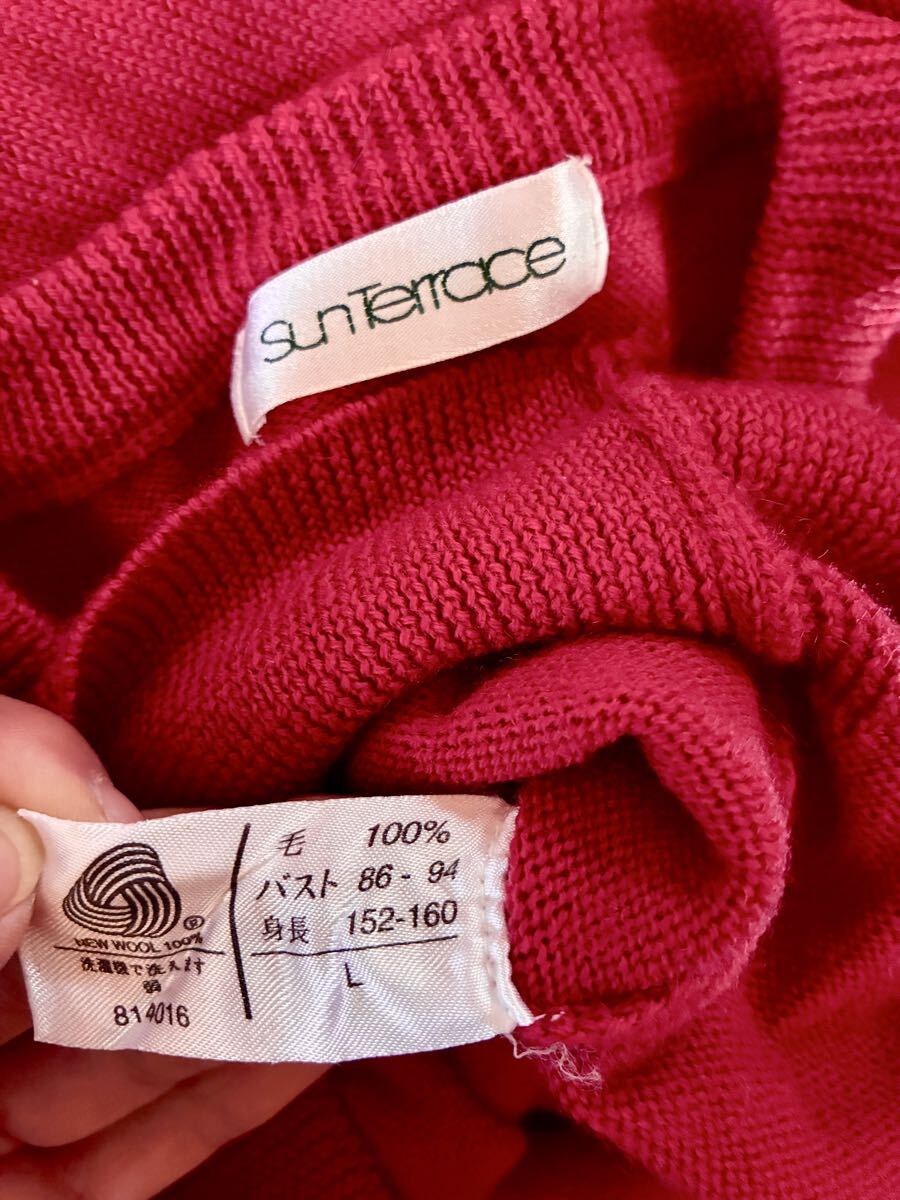 sunTerrace
®
NEW WOOL 100%
洗濯機で洗えます
弱
814016
毛 100%
バスト 86 - 94
身長 152-160
L